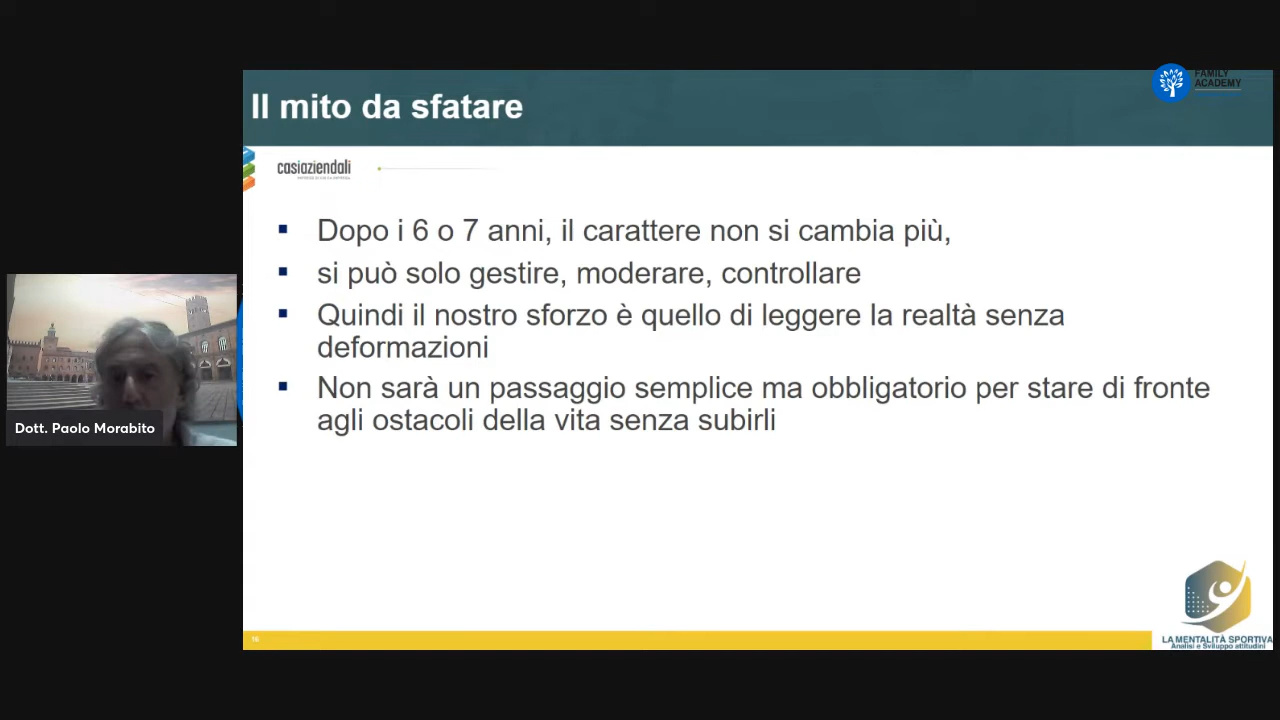 FAMILY
ACADEMY
Il mito da sfatare
casiaziendali
Dopo i 6 o 7 anni, il carattere non si cambia più,
si può solo gestire, moderare, controllare
Quindi il nostro sforzo è quello di leggere la realtà senza
deformazioni
Non sarà un passaggio semplice ma obbligatorio per stare di fronte
agli ostacoli della vita senza subirli
Dott. Paolo Morabito
16
LA MENTALITÀ SPORTIVA
Analisi e Sviluppo attitudini